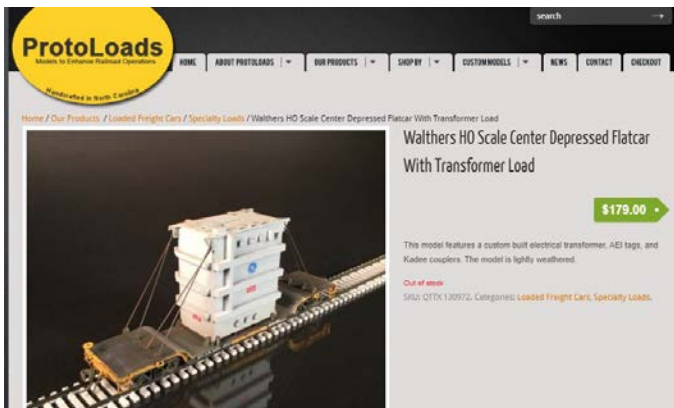 search
ProtoLoads
Models to Enhance Railroad Operations
Handcrafted in North Carolina
HOME
ABOUT PROTOLOADS
OUR PRODUCTS
SHOP BY
CUSTOM MODELS
NEWS
CONTACT
CHECKOUT
Home / Our Products / Loaded Freight Cars / Specialty Loads / Walthers HO Scale Center Depressed Flatcar With Transformer Load
Walthers HO Scale Center Depressed Flatcar
With Transformer Load
$179.00
This model features a custom built electrical transformer, AEI tags, and
Kadee couplers. The model is lightly weathered.
Out of stock
SKU: QTTX 130972. Categories: Loaded Freight Cars, Specialty Loads.